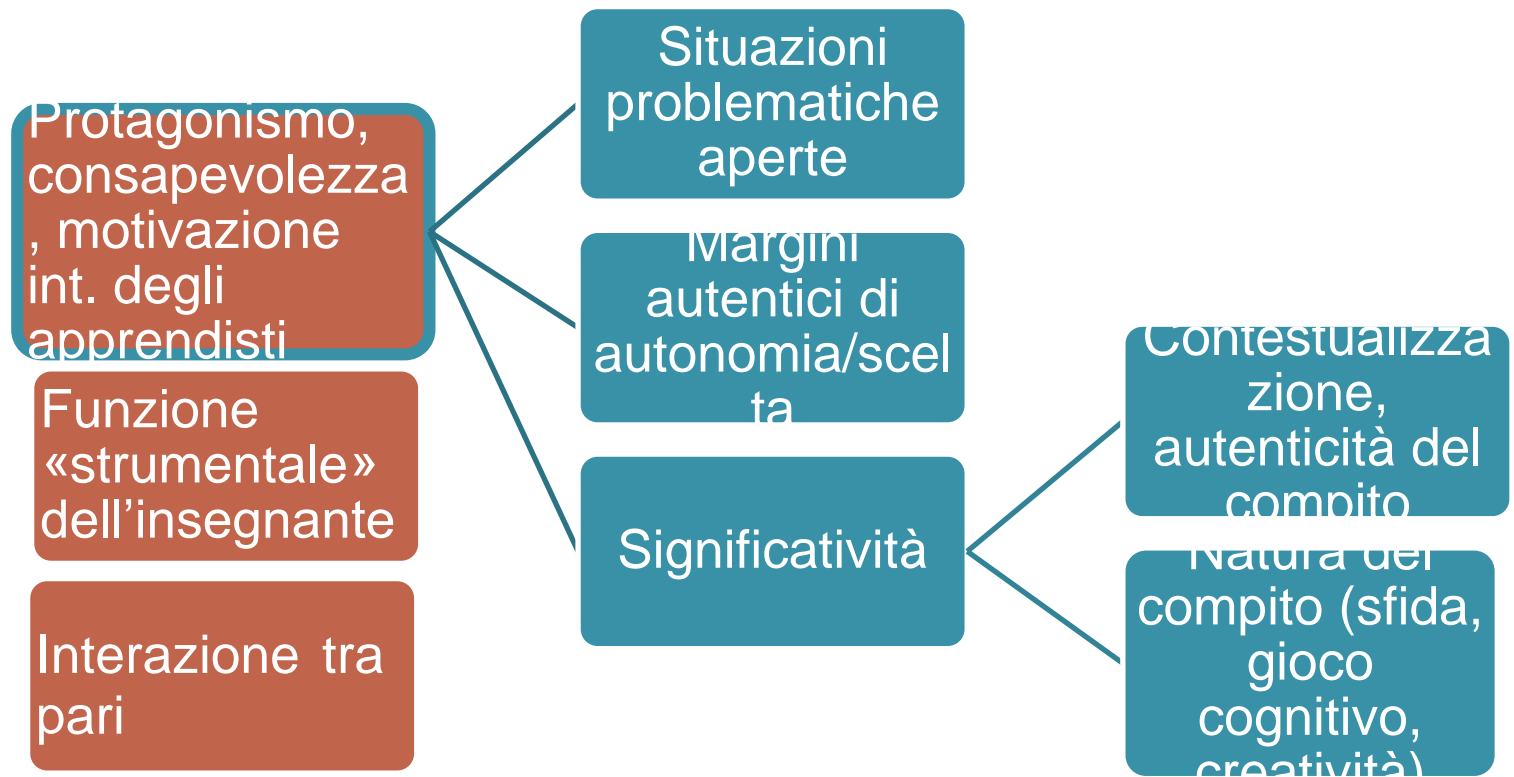 Protagonismo,
consapevolezza
, motivazione
int. degli
apprendisti
Funzione
«strumentale»
dell’insegnante
Interazione tra
pari
Situazioni
problematiche
aperte
Margini
autentici di
autonomia/scel
ta
Significatività
Contestualizza
zione,
autenticità del
compito
Natura del
compito (sfida,
gioco
cognitivo,
creatività)